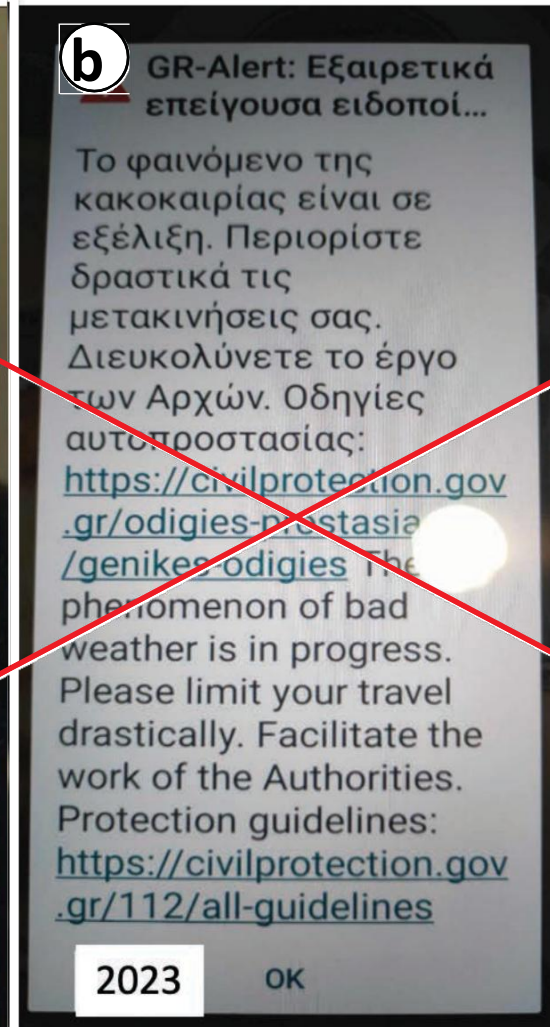 b
GR-Alert: Εξαιρετικά
επείγουσα ειδοποί...
Το φαινόμενο της
κακοκαιρίας είναι σε
εξέλιξη. Περιορίστε
δραστικά τις
μετακινήσεις σας.
Διευκολύνετε το έργο
των Αρχών. Οδηγίες
αυτοπροστασίας:
https://civilprotection.gov
.gr/odigies-prostasia
/genikes-odigies The
phenomenon of bad
weather is in progress.
Please limit your travel
drastically. Facilitate the
work of the Authorities.
Protection guidelines:
https://civilprotection.gov
.gr/112/all-guidelines
2023 OK